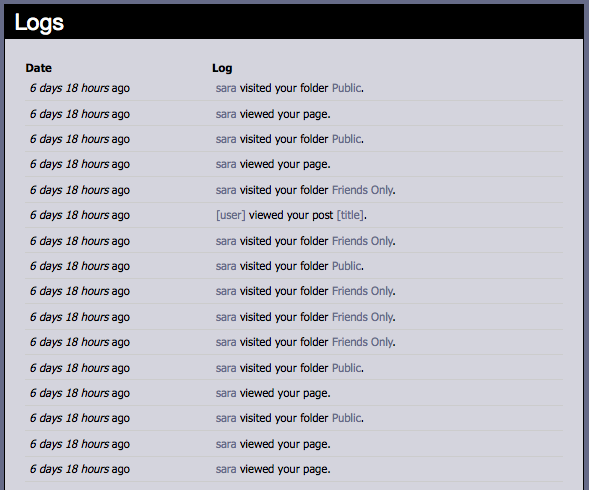 Logs
Date Log
6 days 18 hours ago sara visited your folder Public.
6 days 18 hours ago sara viewed your page.
6 days 18 hours ago sara visited your folder Public.
6 days 18 hours ago sara viewed your page.
6 days 18 hours ago sara visited your folder Friends Only.
6 days 18 hours ago [user] viewed your post [title].
6 days 18 hours ago sara visited your folder Friends Only.
6 days 18 hours ago sara visited your folder Public.
6 days 18 hours ago sara visited your folder Friends Only.
6 days 18 hours ago sara visited your folder Friends Only.
6 days 18 hours ago sara visited your folder Friends Only.
6 days 18 hours ago sara visited your folder Public.
6 days 18 hours ago sara viewed your page.
6 days 18 hours ago sara visited your folder Public.
6 days 18 hours ago sara viewed your page.
6 days 18 hours ago sara viewed your page.